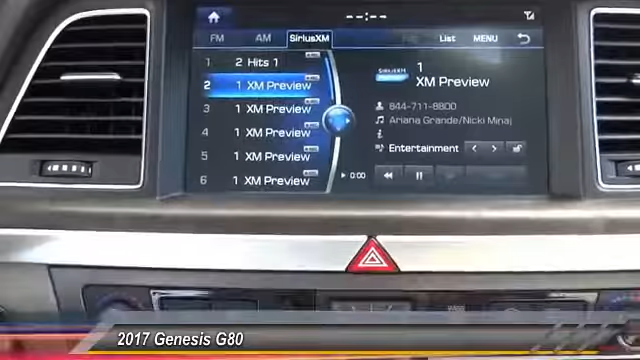 --:--
FM AM SiriusXM List MENU
1 2 Hits 1
2 1 XM Preview
3 1 XM Preview
4 1 XM Preview
5 1 XM Preview
6 1 XM Preview
SIRIUSXM
1
XM Preview
844-711-8800
Ariana Grande/Nicki Minaj
Entertainment
0:00
2017 Genesis G80